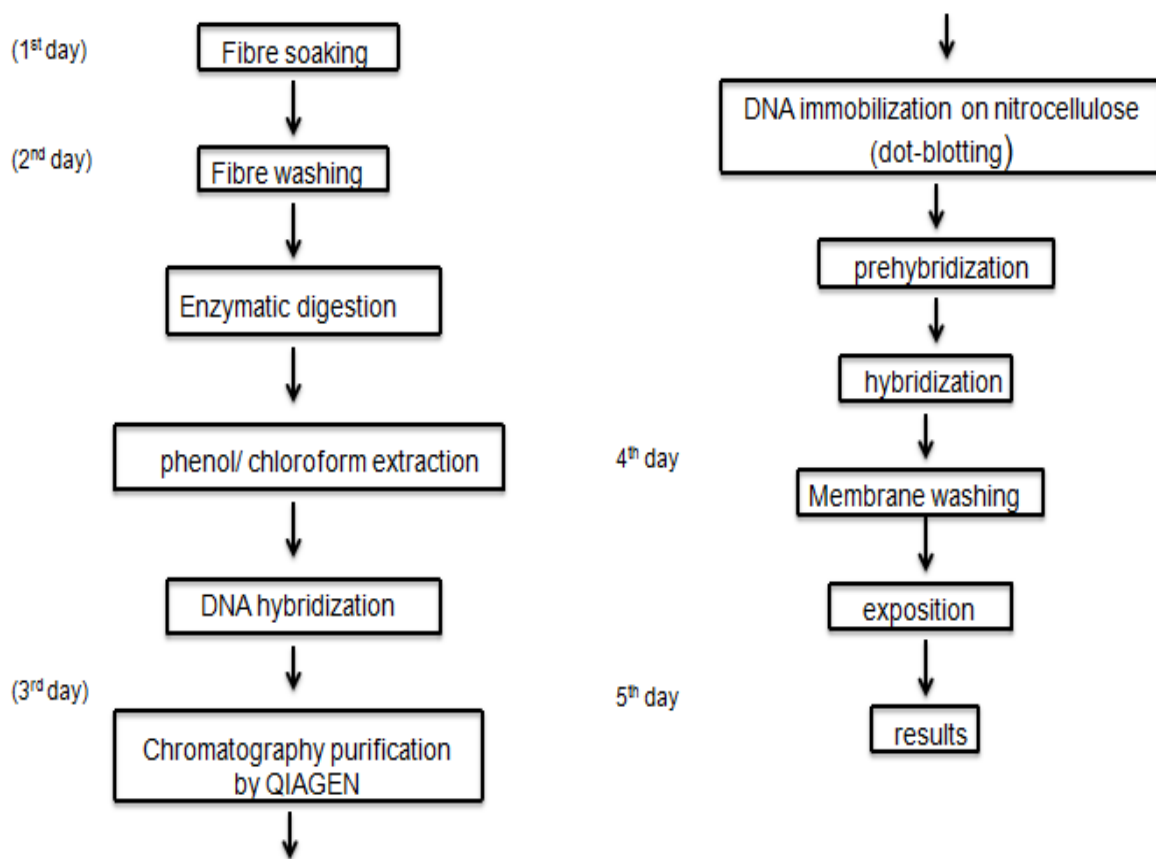 (1st day)
Fibre soaking
(2nd day)
Fibre washing
Enzymatic digestion
phenol/ chloroform extraction
DNA hybridization
(3rd day)
Chromatography purification
by QIAGEN
DNA immobilization on nitrocellulose
(dot-blotting)
prehybridization
hybridization
4th day
Membrane washing
exposition
5th day
results